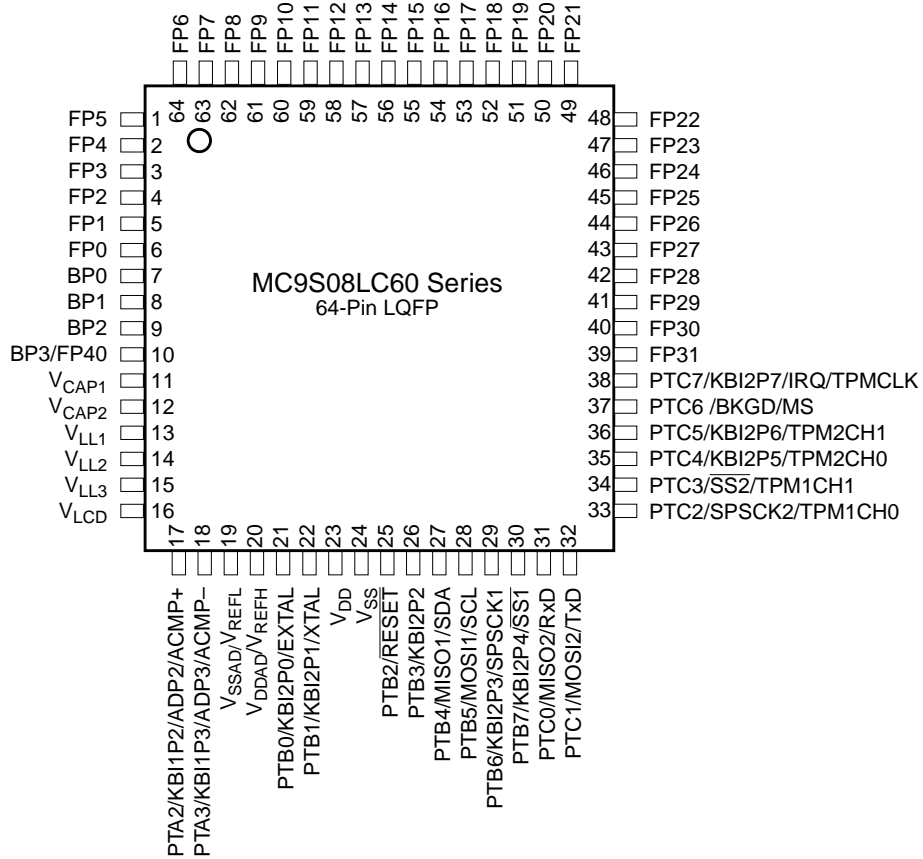 FP6
FP7
FP8
FP9
FP10
FP11
FP12
FP13
FP14
FP15
FP16
FP17
FP18
FP19
FP20
FP21
64
63
62
61
60
59
58
57
56
55
54
53
52
51
50
49
FP5 1
FP4 2
FP3 3
FP2 4
FP1 5
FP0 6
BP0 7
BP1 8
BP2 9
BP3/FP40 10
VCAP1 11
VCAP2 12
VLL1 13
VLL2 14
VLL3 15
VLCD 16
MC9S08LC60 Series
64-Pin LQFP
48 FP22
47 FP23
46 FP24
45 FP25
44 FP26
43 FP27
42 FP28
41 FP29
40 FP30
39 FP31
38 PTC7/KBI2P7/IRQ/TPMCLK
37 PTC6 /BKGD/MS
36 PTC5/KBI2P6/TPM2CH1
35 PTC4/KBI2P5/TPM2CH0
34 PTC3/SS2/TPM1CH1
33 PTC2/SPSCK2/TPM1CH0
17
18
19
20
21
22
23
24
25
26
27
28
29
30
31
32
PTA2/KBI1P2/ADP2/ACMP+
PTA3/KBI1P3/ADP3/ACMP–
VSSAD/VREFL
VDDAD/VREFH
PTB0/KBI2P0/EXTAL
PTB1/KBI2P1/XTAL
VDD
VSS
PTB2/RESET
PTB3/KBI2P2
PTB4/MISO1/SDA
PTB5/MOSI1/SCL
PTB6/KBI2P3/SPSCK1
PTB7/KBI2P4/SS1
PTC0/MISO2/RxD
PTC1/MOSI2/TxD